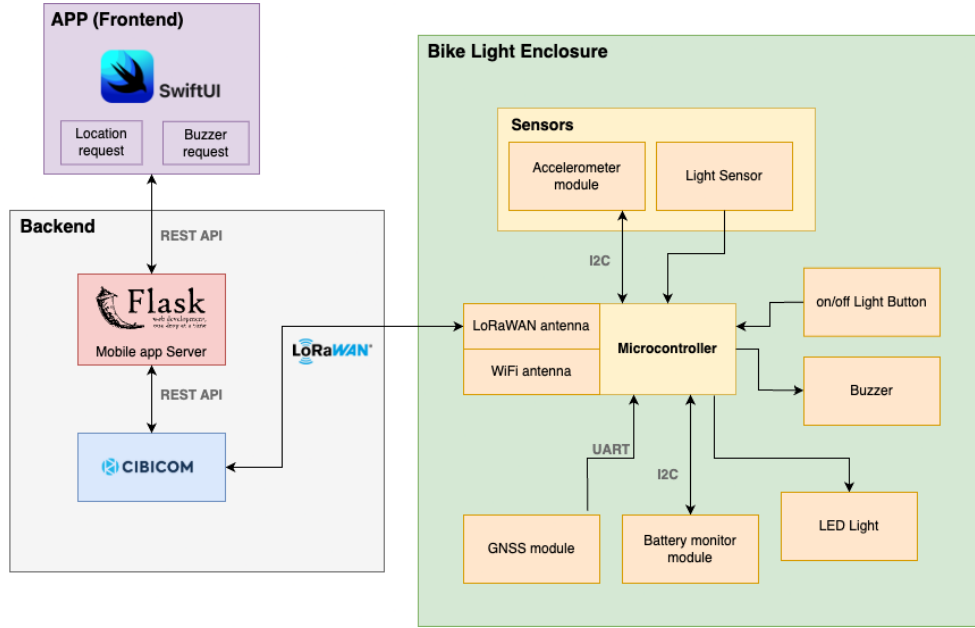 APP (Frontend)
SwiftUI
Location
request
Buzzer
request
Backend
REST API
Flask
web development,
one drop at a time
Mobile app Server
REST API
CIBICOM
LoRaWAN
Bike Light Enclosure
Sensors
Accelerometer
module
Light Sensor
I2C
LoRaWAN antenna
WiFi antenna
Microcontroller
on/off Light Button
Buzzer
UART
I2C
GNSS module
Battery monitor
module
LED Light